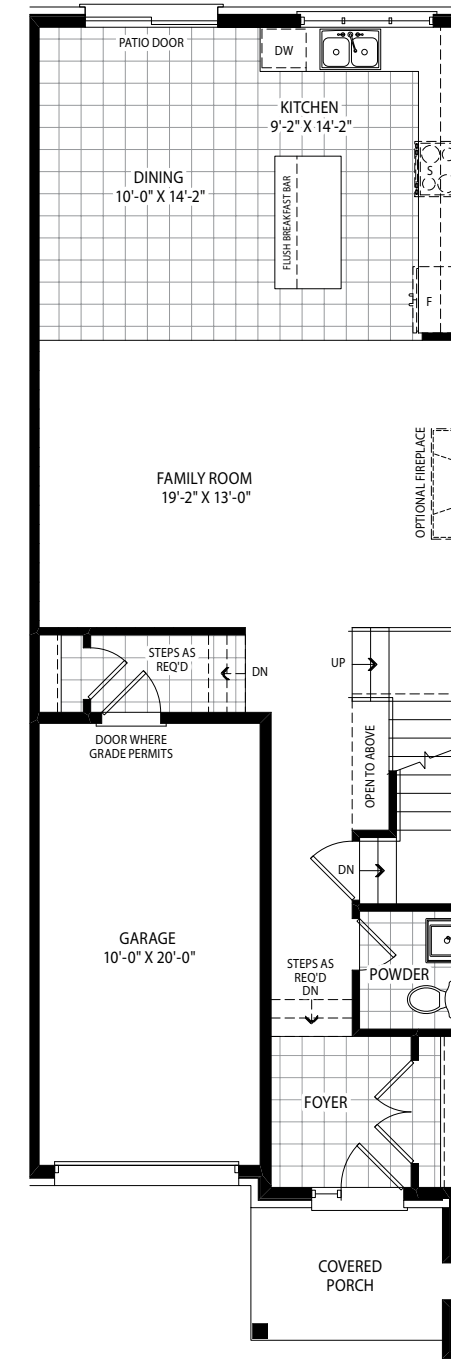 PATIO DOOR
DW
KITCHEN
9'-2" X 14'-2"
DINING
10'-0" X 14'-2"
S
FLUSH BREAKFAST BAR
F
FAMILY ROOM
19'-2" X 13'-0"
OPTIONAL FIREPLACE
STEPS AS
REQ'D
DN
UP
DOOR WHERE
GRADE PERMITS
OPEN TO ABOVE
DN
GARAGE
10'-0" X 20'-0"
STEPS AS
REQ'D
DN
POWDER
FOYER
COVERED
PORCH